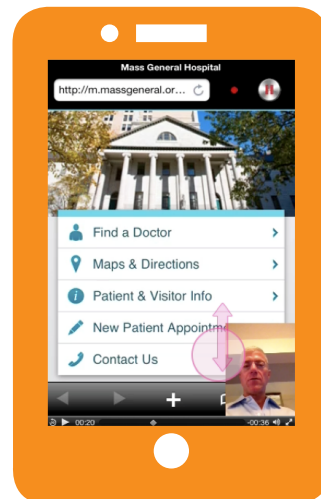 Mass General Hospital
http://m.massgeneral.or...
Find a Doctor
Maps & Directions
Patient & Visitor Info
New Patient Appointme
Contact Us
00:20
-00:36